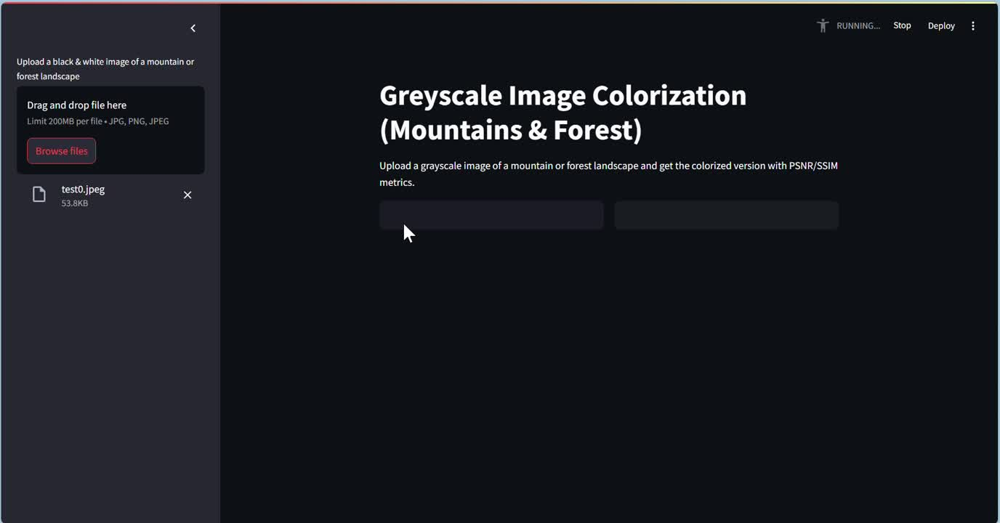 RUNNING...
Stop
Deploy
Upload a black & white image of a mountain or
forest landscape
Drag and drop file here
Limit 200MB per file • JPG, PNG, JPEG
Browse files
test0.jpeg
53.8KB
Greyscale Image Colorization
(Mountains & Forest)
Upload a grayscale image of a mountain or forest landscape and get the colorized version with PSNR/SSIM
metrics.